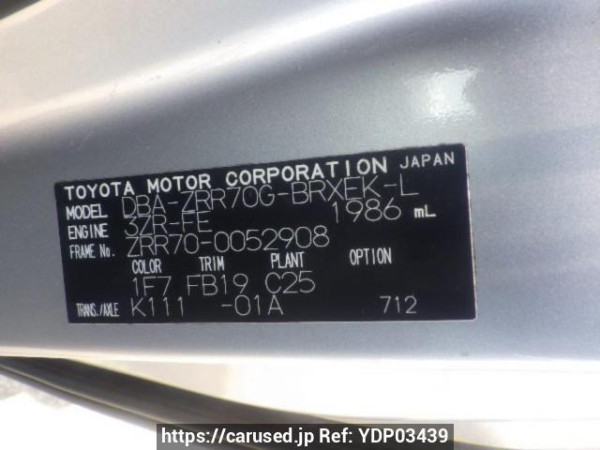 TOYOTA MOTOR CORPORATION JAPAN
MODEL DBA-ZRR70G-BRXEK-L
ENGINE 3ZR-FE 1986 mL
FRAME No. ZRR70-0052908
COLOR TRIM PLANT OPTION
1F7 FB19 C25
TRANS./AXLE K111 -01A 712
https://carused.jp Ref: YDP03439